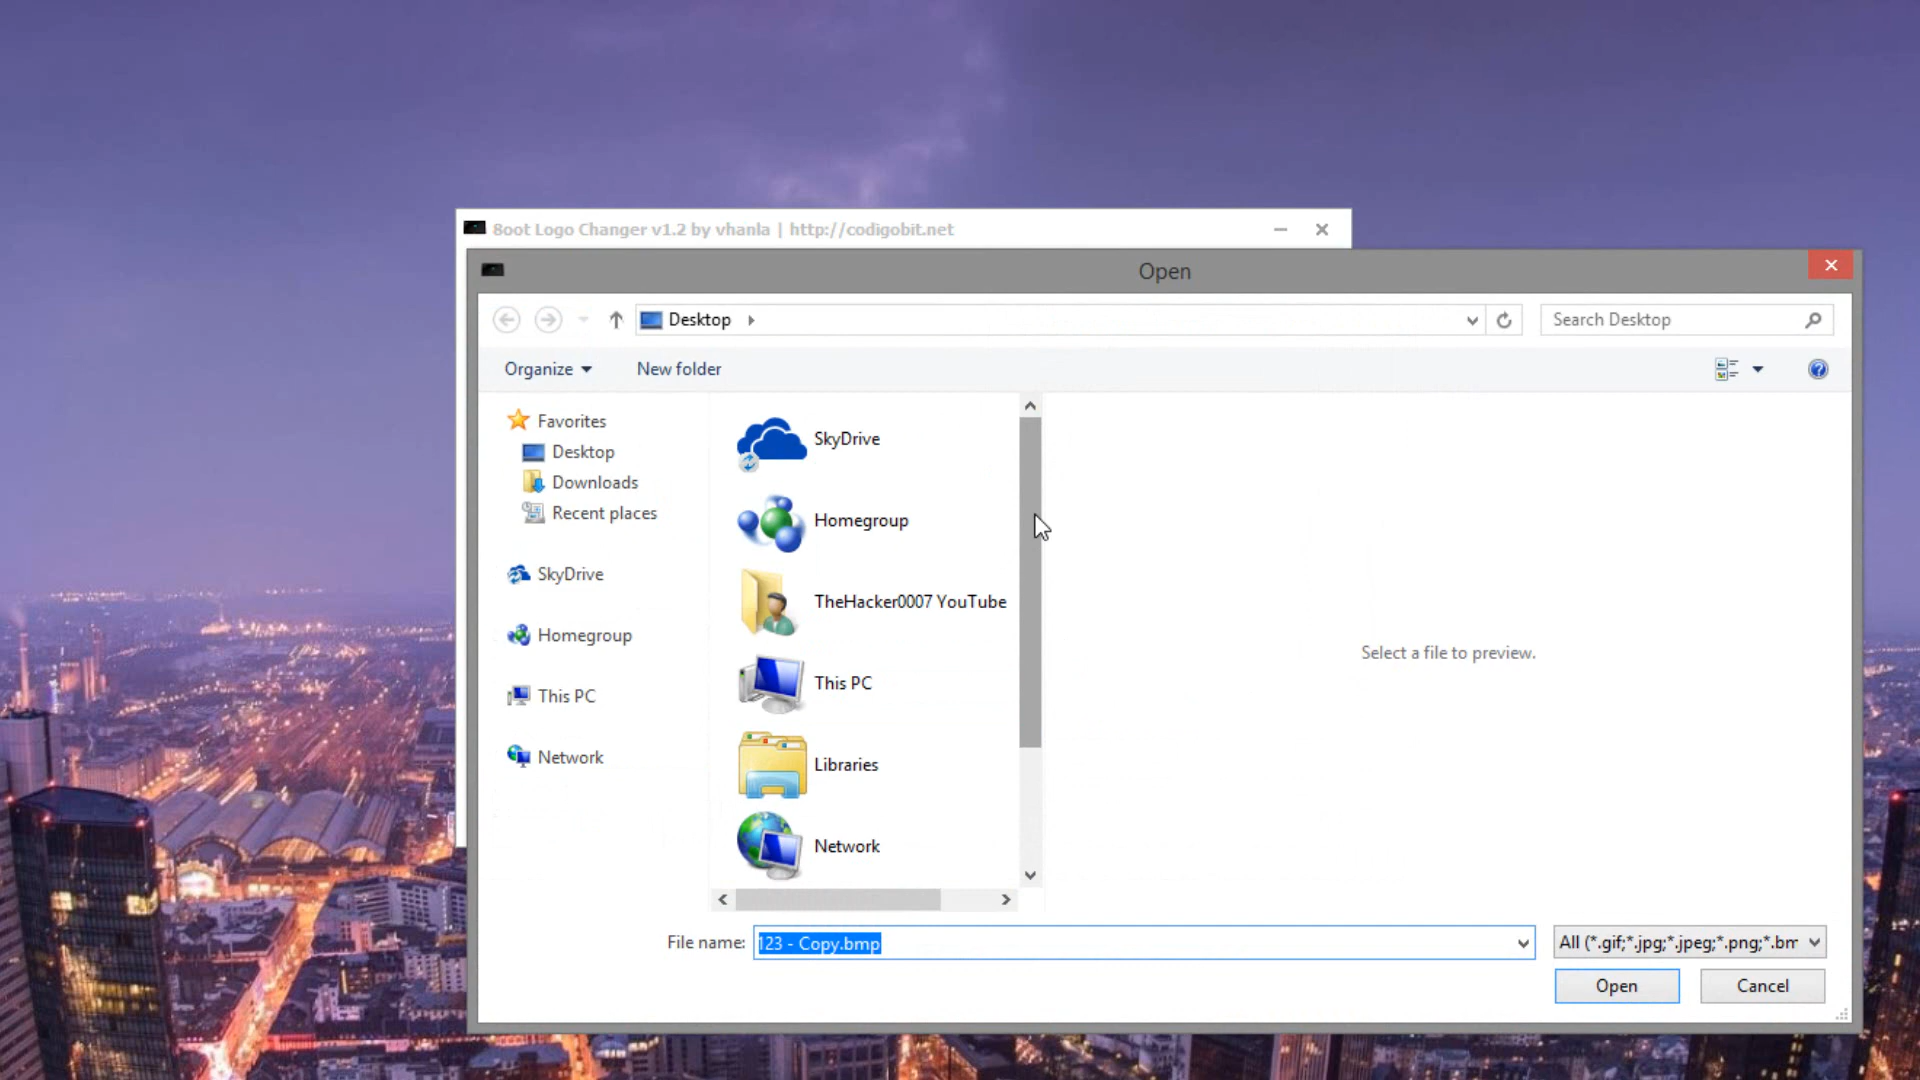 8oot Logo Changer v1.2 by vhanla | http://codigobit.net
Open
Desktop
Search Desktop
Organize
New folder
Favorites
Desktop
Downloads
Recent places
SkyDrive
Homegroup
This PC
Network
SkyDrive
Homegroup
TheHacker0007 YouTube
This PC
Libraries
Network
Select a file to preview.
File name:
123 - Copy.bmp
All (*.gif;*.jpg;*.jpeg;*.png;*.bm
Open
Cancel